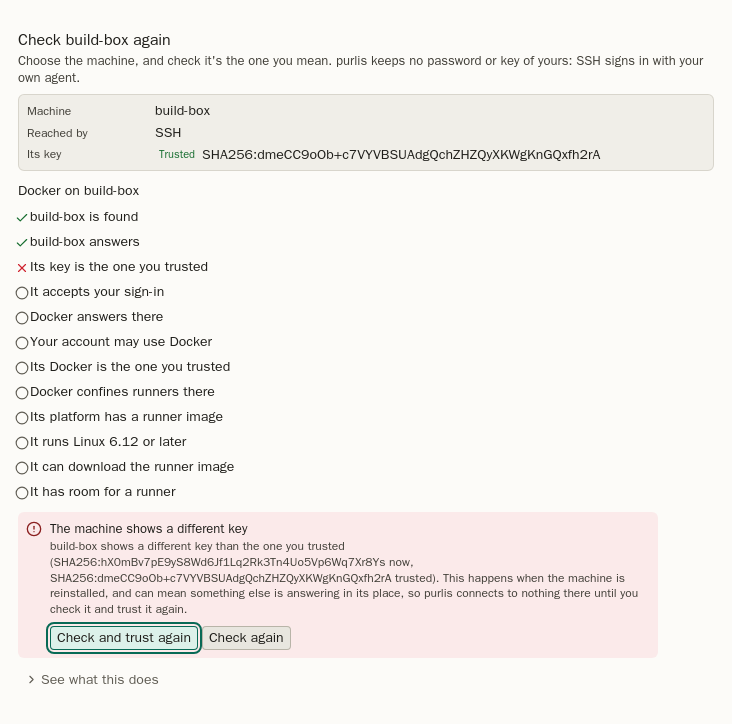 Check build-box again
Choose the machine, and check it's the one you mean. purlis keeps no password or key of yours: SSH signs in with your
own agent.
Machine build-box
Reached by SSH
Its key Trusted SHA256:dmeCC9oOb+c7VYVBSUAdgQchZHZQyXKWgKnGQxfh2rA
Docker on build-box
build-box is found
build-box answers
Its key is the one you trusted
It accepts your sign-in
Docker answers there
Your account may use Docker
Its Docker is the one you trusted
Docker confines runners there
Its platform has a runner image
It runs Linux 6.12 or later
It can download the runner image
It has room for a runner
The machine shows a different key
build-box shows a different key than the one you trusted
(SHA256:hX0mBv7pE9yS8Wd6Jf1Lq2Rk3Tn4Uo5Vp6Wq7Xr8Ys now,
SHA256:dmeCC9oOb+c7VYVBSUAdgQchZHZQyXKWgKnGQxfh2rA trusted). This happens when the machine is
reinstalled, and can mean something else is answering in its place, so purlis connects to nothing there until you
check it and trust it again.
Check and trust again Check again
See what this does